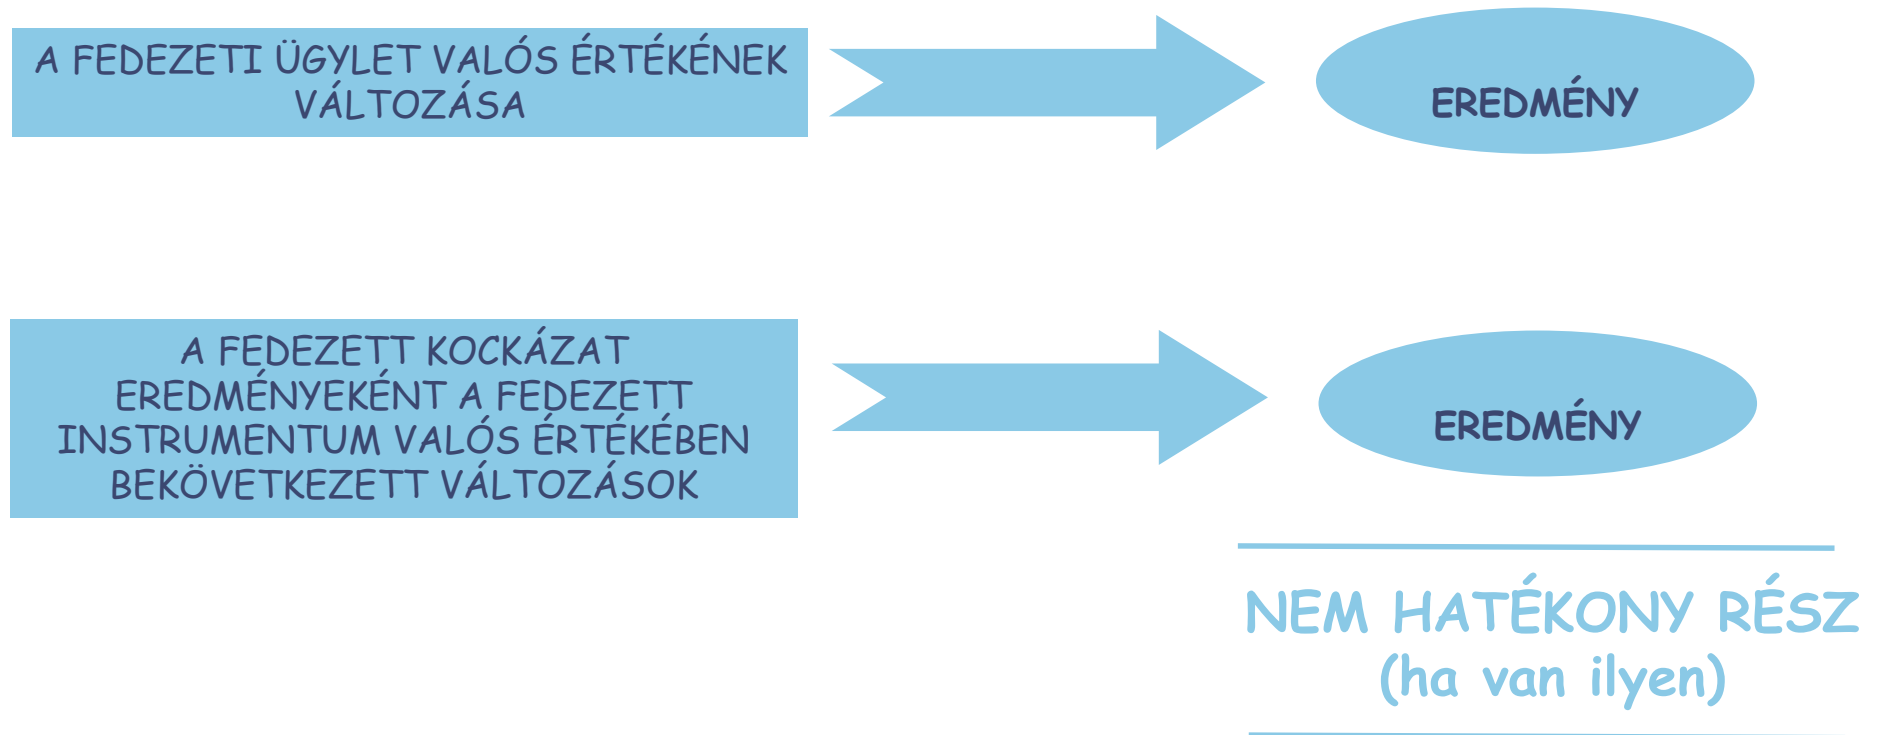 A FEDEZETI ÜGYLET VALÓS ÉRTÉKÉNEK
VÁLTOZÁSA
EREDMÉNY
A FEDEZETT KOCKÁZAT
EREDMÉNYEKÉNT A FEDEZETT
INSTRUMENTUM VALÓS ÉRTÉKÉBEN
BEKÖVETKEZETT VÁLTOZÁSOK
EREDMÉNY
NEM HATÉKONY RÉSZ
(ha van ilyen)